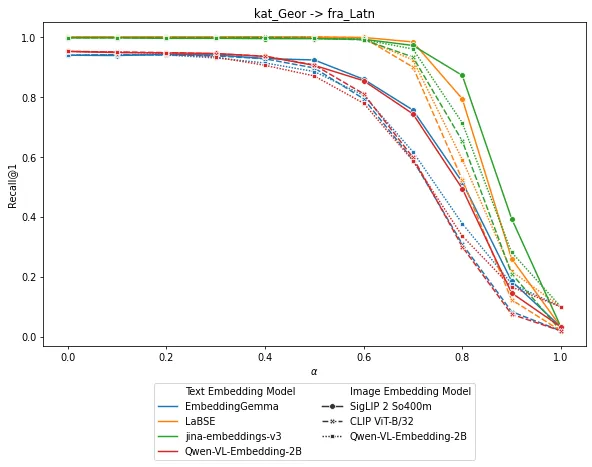 kat_Geor -> fra_Latn
Recall@1
1.0
0.8
0.6
0.4
0.2
0.0
0.0 0.2 0.4 0.6 0.8 1.0
α
Text Embedding Model
EmbeddingGemma
LaBSE
jina-embeddings-v3
Qwen-VL-Embedding-2B
Image Embedding Model
SigLIP 2 So400m
CLIP ViT-B/32
Qwen-VL-Embedding-2B